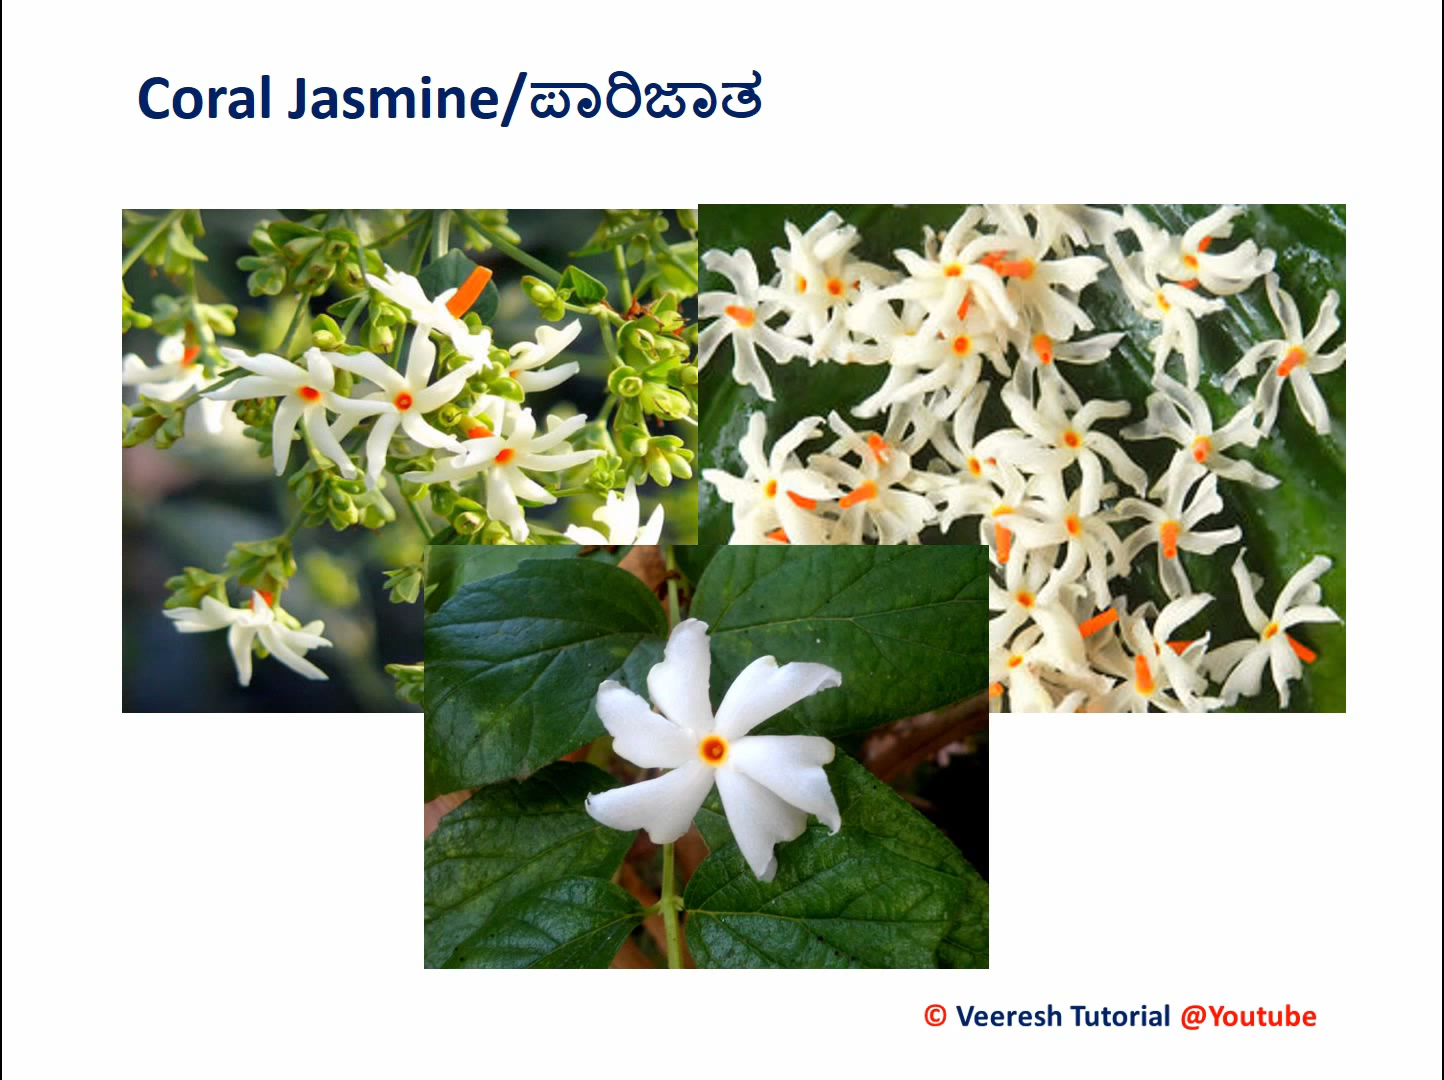 Coral Jasmine/ಪಾರಿಜಾತ
© Veeresh Tutorial @Youtube